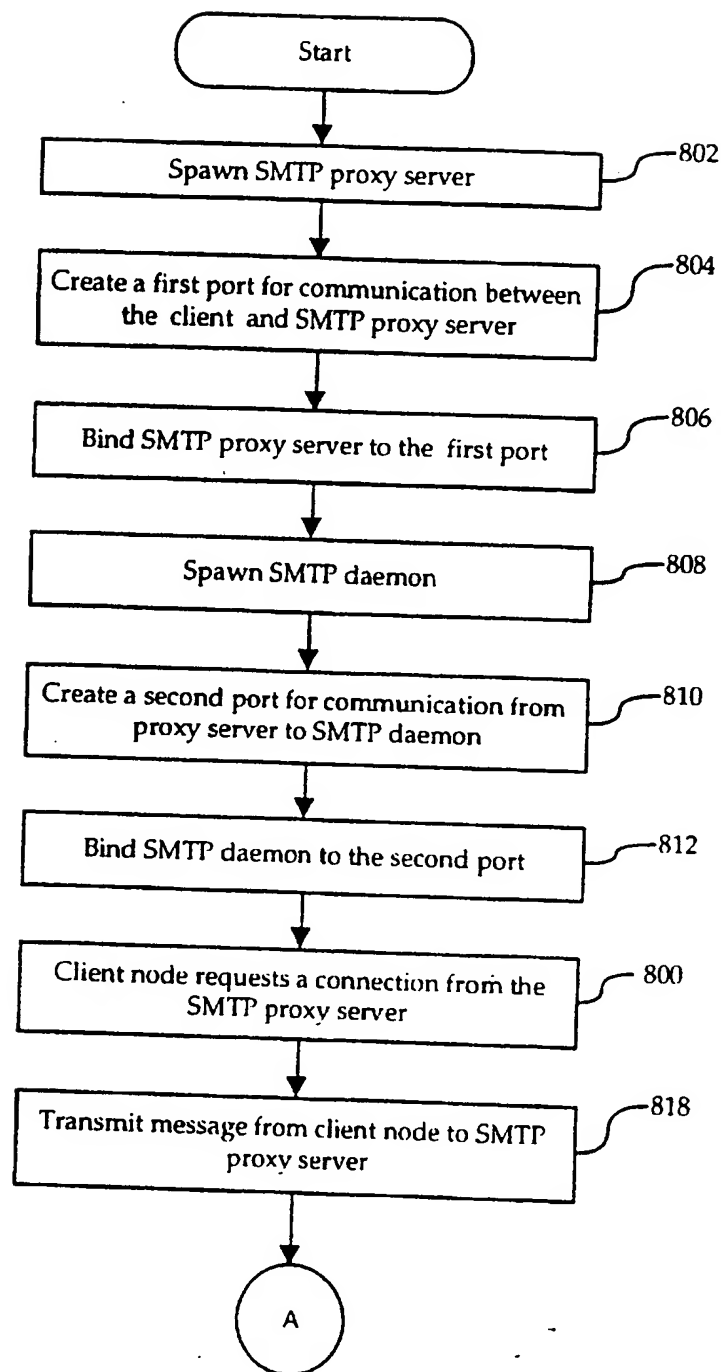 Start
Spawn SMTP proxy server
802
Create a first port for communication between
the client and SMTP proxy server
804
Bind SMTP proxy server to the first port
806
Spawn SMTP daemon
808
Create a second port for communication from
proxy server to SMTP daemon
810
Bind SMTP daemon to the second port
812
Client node requests a connection from the
SMTP proxy server
800
Transmit message from client node to SMTP
proxy server
818
A